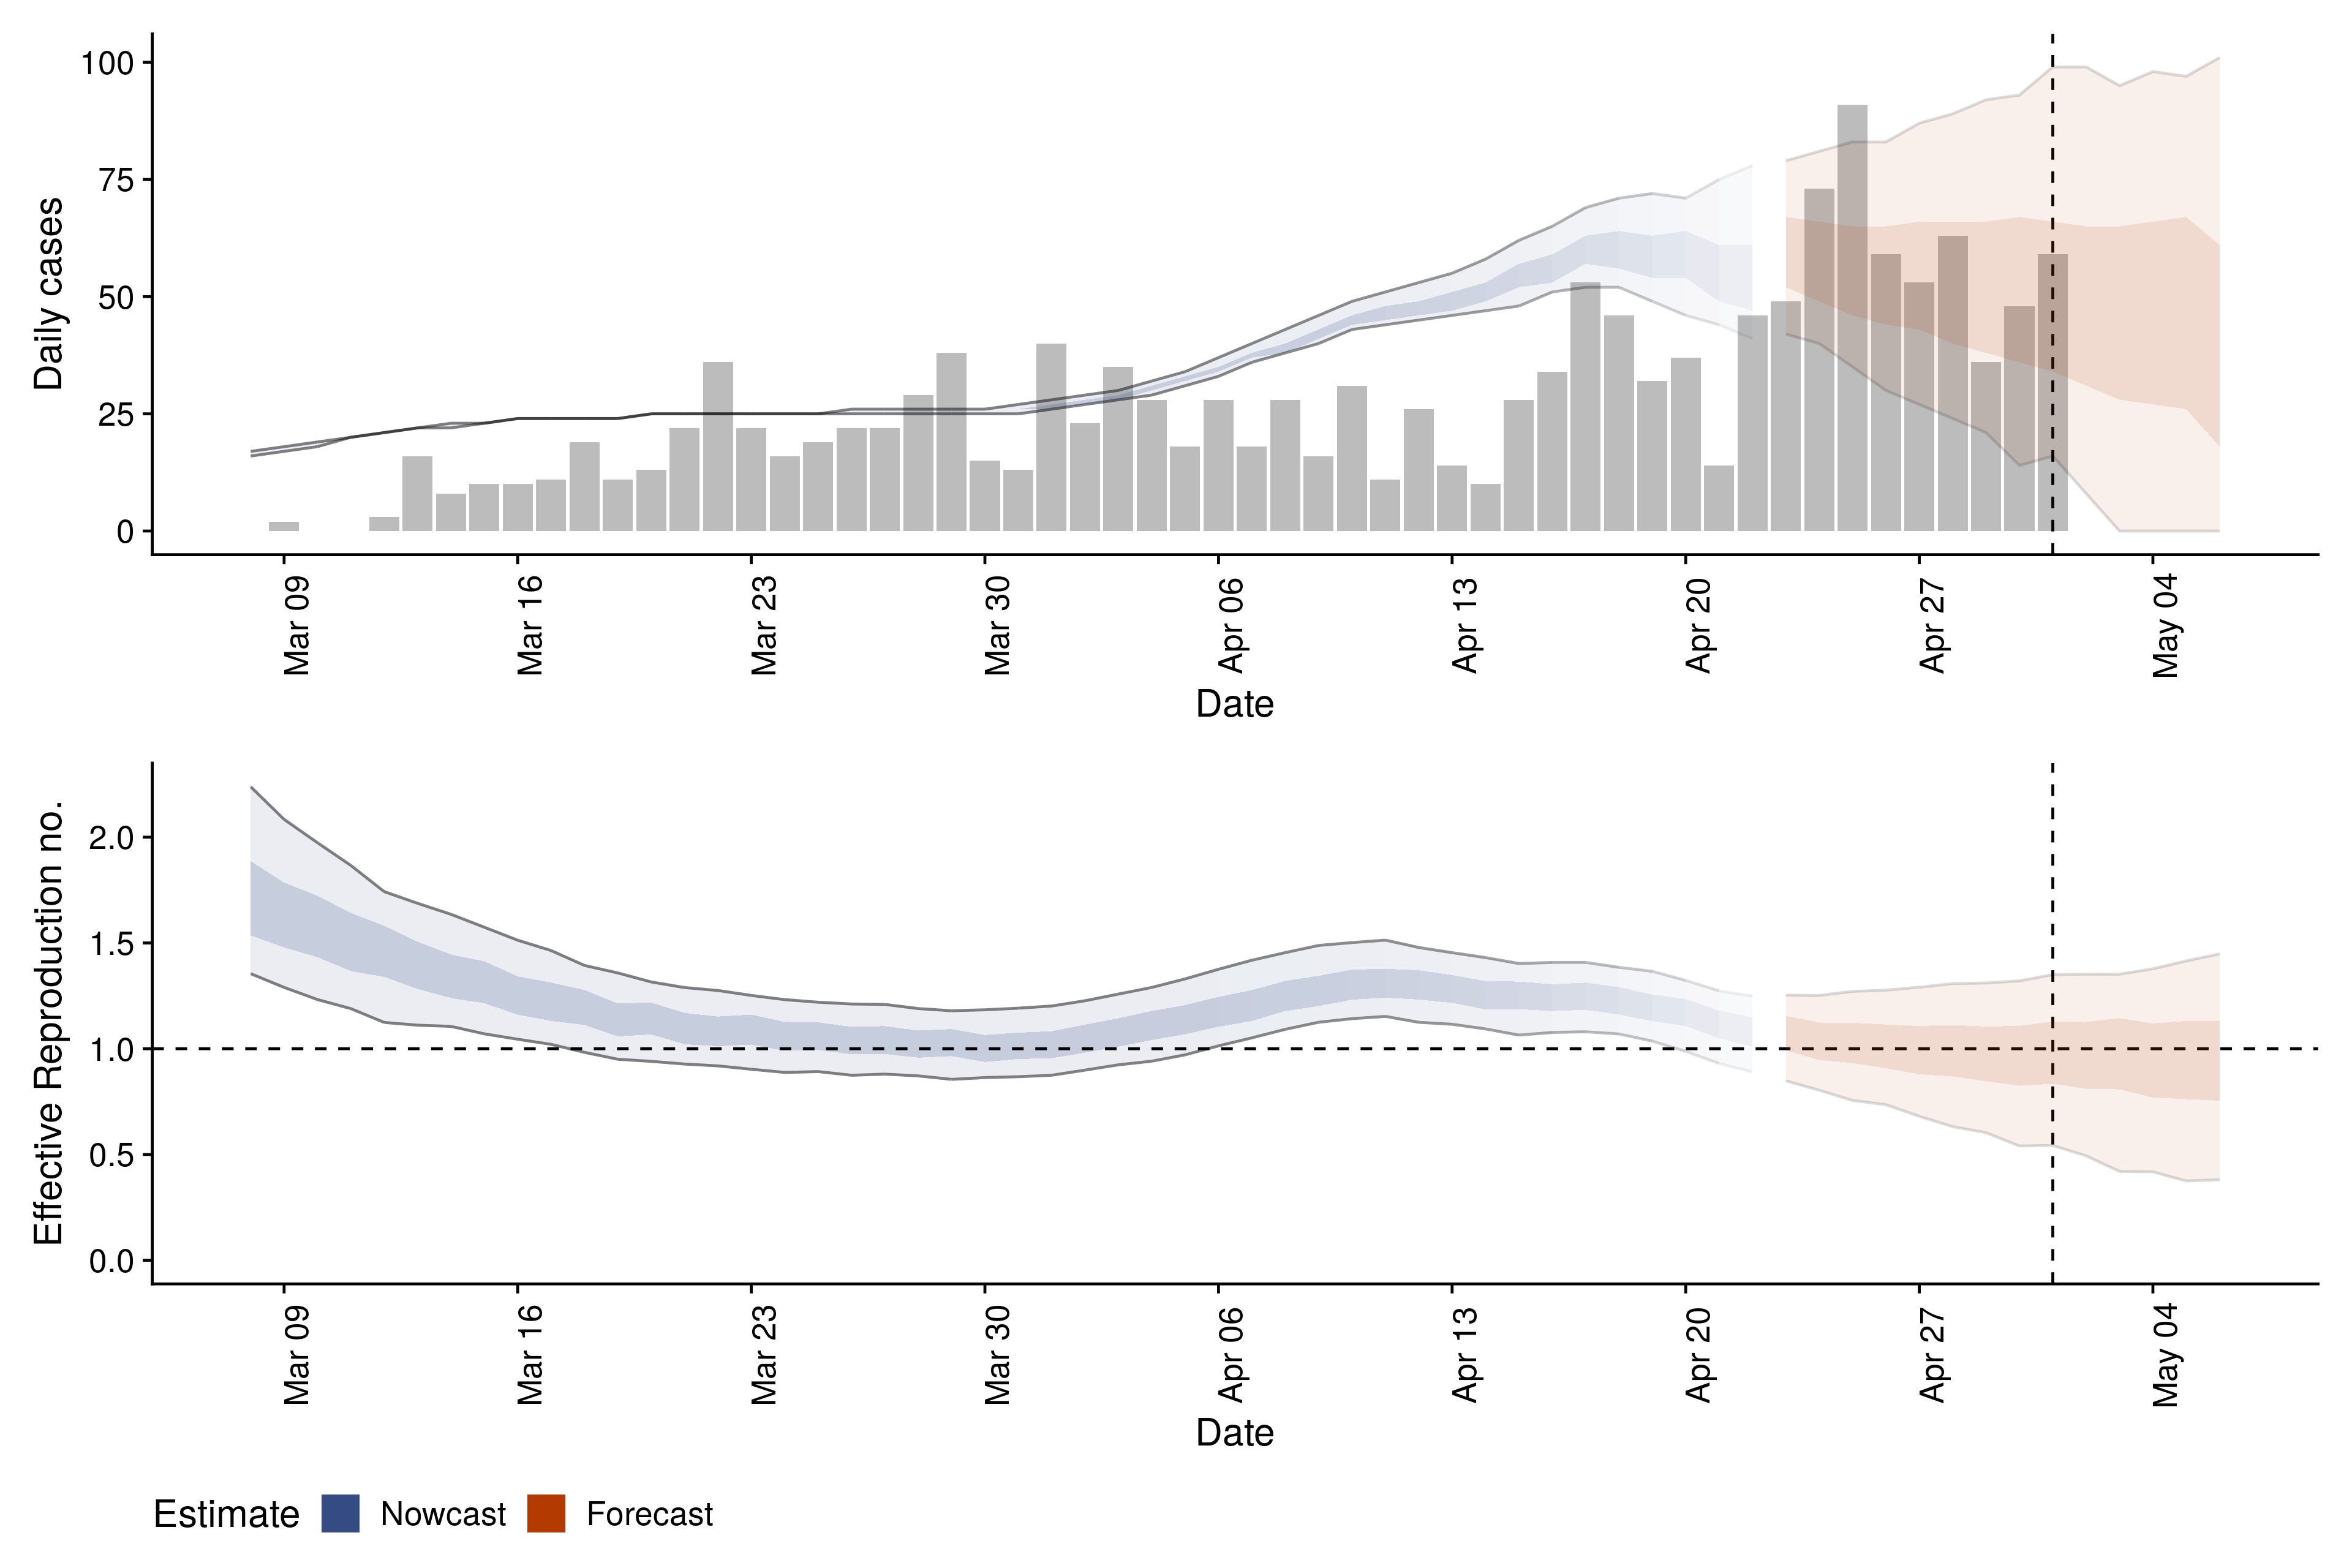 Daily cases
100
75
50
25
0
Mar 09
Mar 16
Mar 23
Mar 30
Apr 06
Apr 13
Apr 20
Apr 27
May 04
Date
Effective Reproduction no.
2.0
1.5
1.0
0.5
0.0
Mar 09
Mar 16
Mar 23
Mar 30
Apr 06
Apr 13
Apr 20
Apr 27
May 04
Date
Estimate Nowcast Forecast